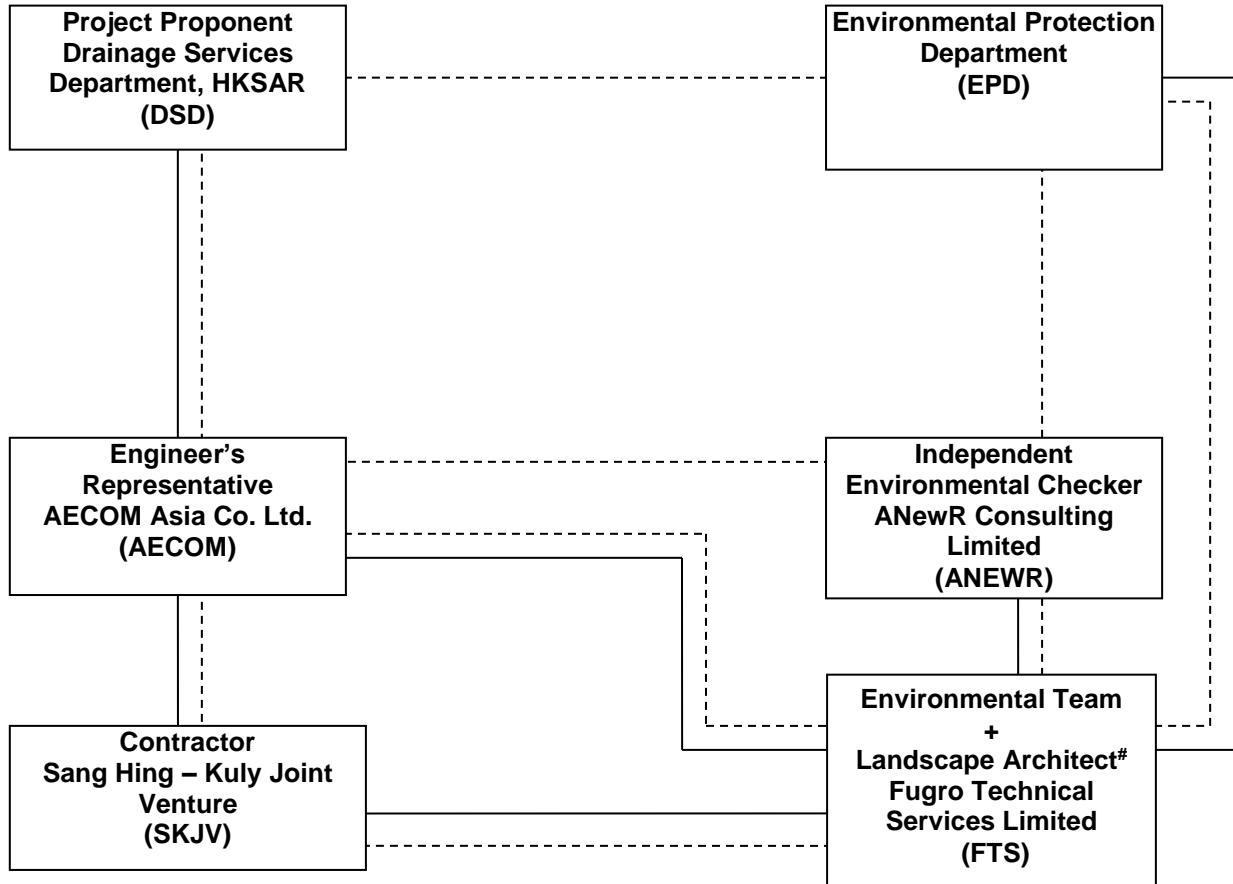 Project Proponent
Drainage Services
Department, HKSAR
(DSD)
Environmental Protection
Department
(EPD)
Engineer's
Representative
AECOM Asia Co. Ltd.
(AECOM)
Independent
Environmental Checker
ANewR Consulting
Limited
(ANEWR)
Contractor
Sang Hing – Kuly Joint
Venture
(SKJV)
Environmental Team
+
Landscape Architect#
Fugro Technical
Services Limited
(FTS)